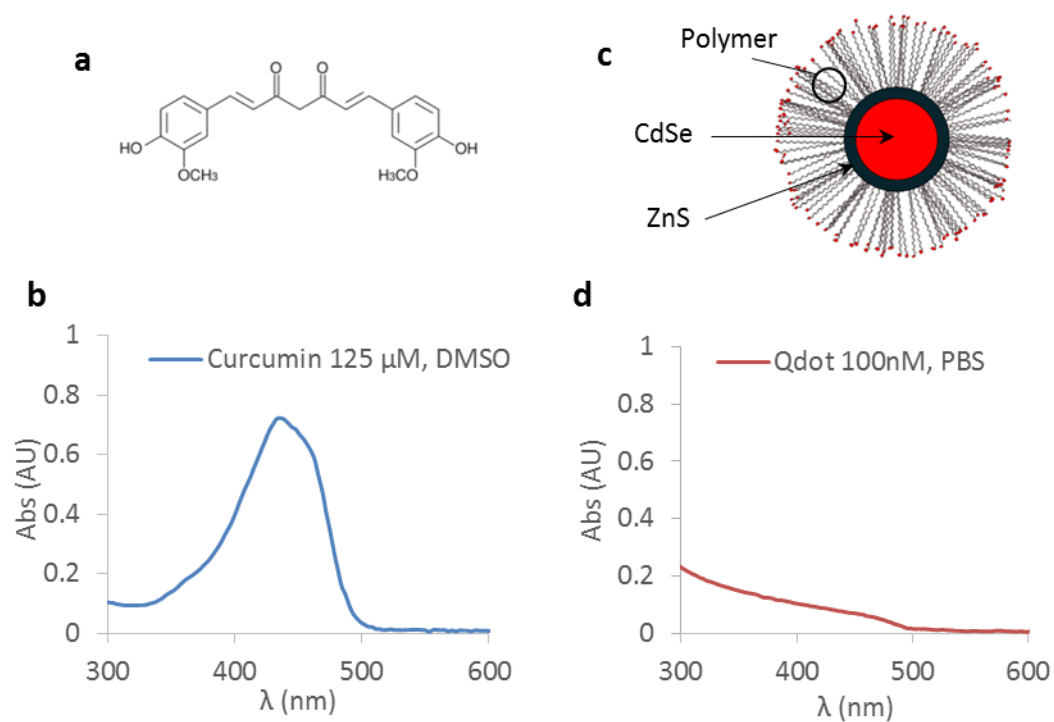 a
O
O
HO
OCH3
H3CO
OH
b
1
0.8
0.6
0.4
0.2
0
Abs (AU)
Curcumin 125 µM, DMSO
300
400
500
600
λ (nm)
c
Polymer
CdSe
ZnS
d
1
0.8
0.6
0.4
0.2
0
Abs (AU)
Qdot 100nM, PBS
300
400
500
600
λ (nm)